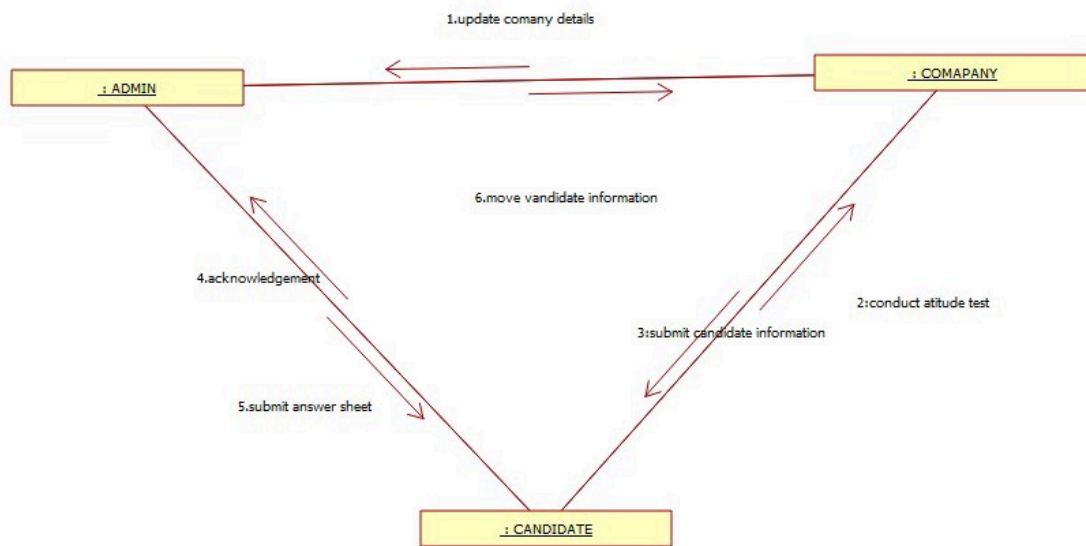 1.update comany details
: ADMIN
: COMAPANY
6.move vandidate information
4.acknowledgement
2:conduct atitude test
3:submit candidate information
5.submit answer sheet
: CANDIDATE